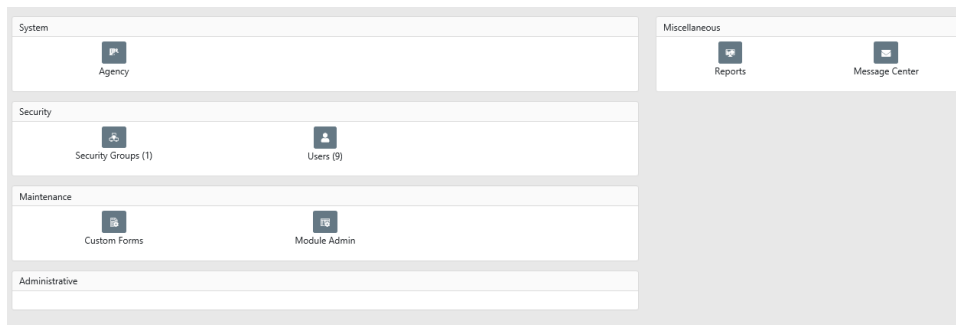 System
Agency
Security
Security Groups (1)
Users (9)
Maintenance
Custom Forms
Module Admin
Administrative
Miscellaneous
Reports
Message Center